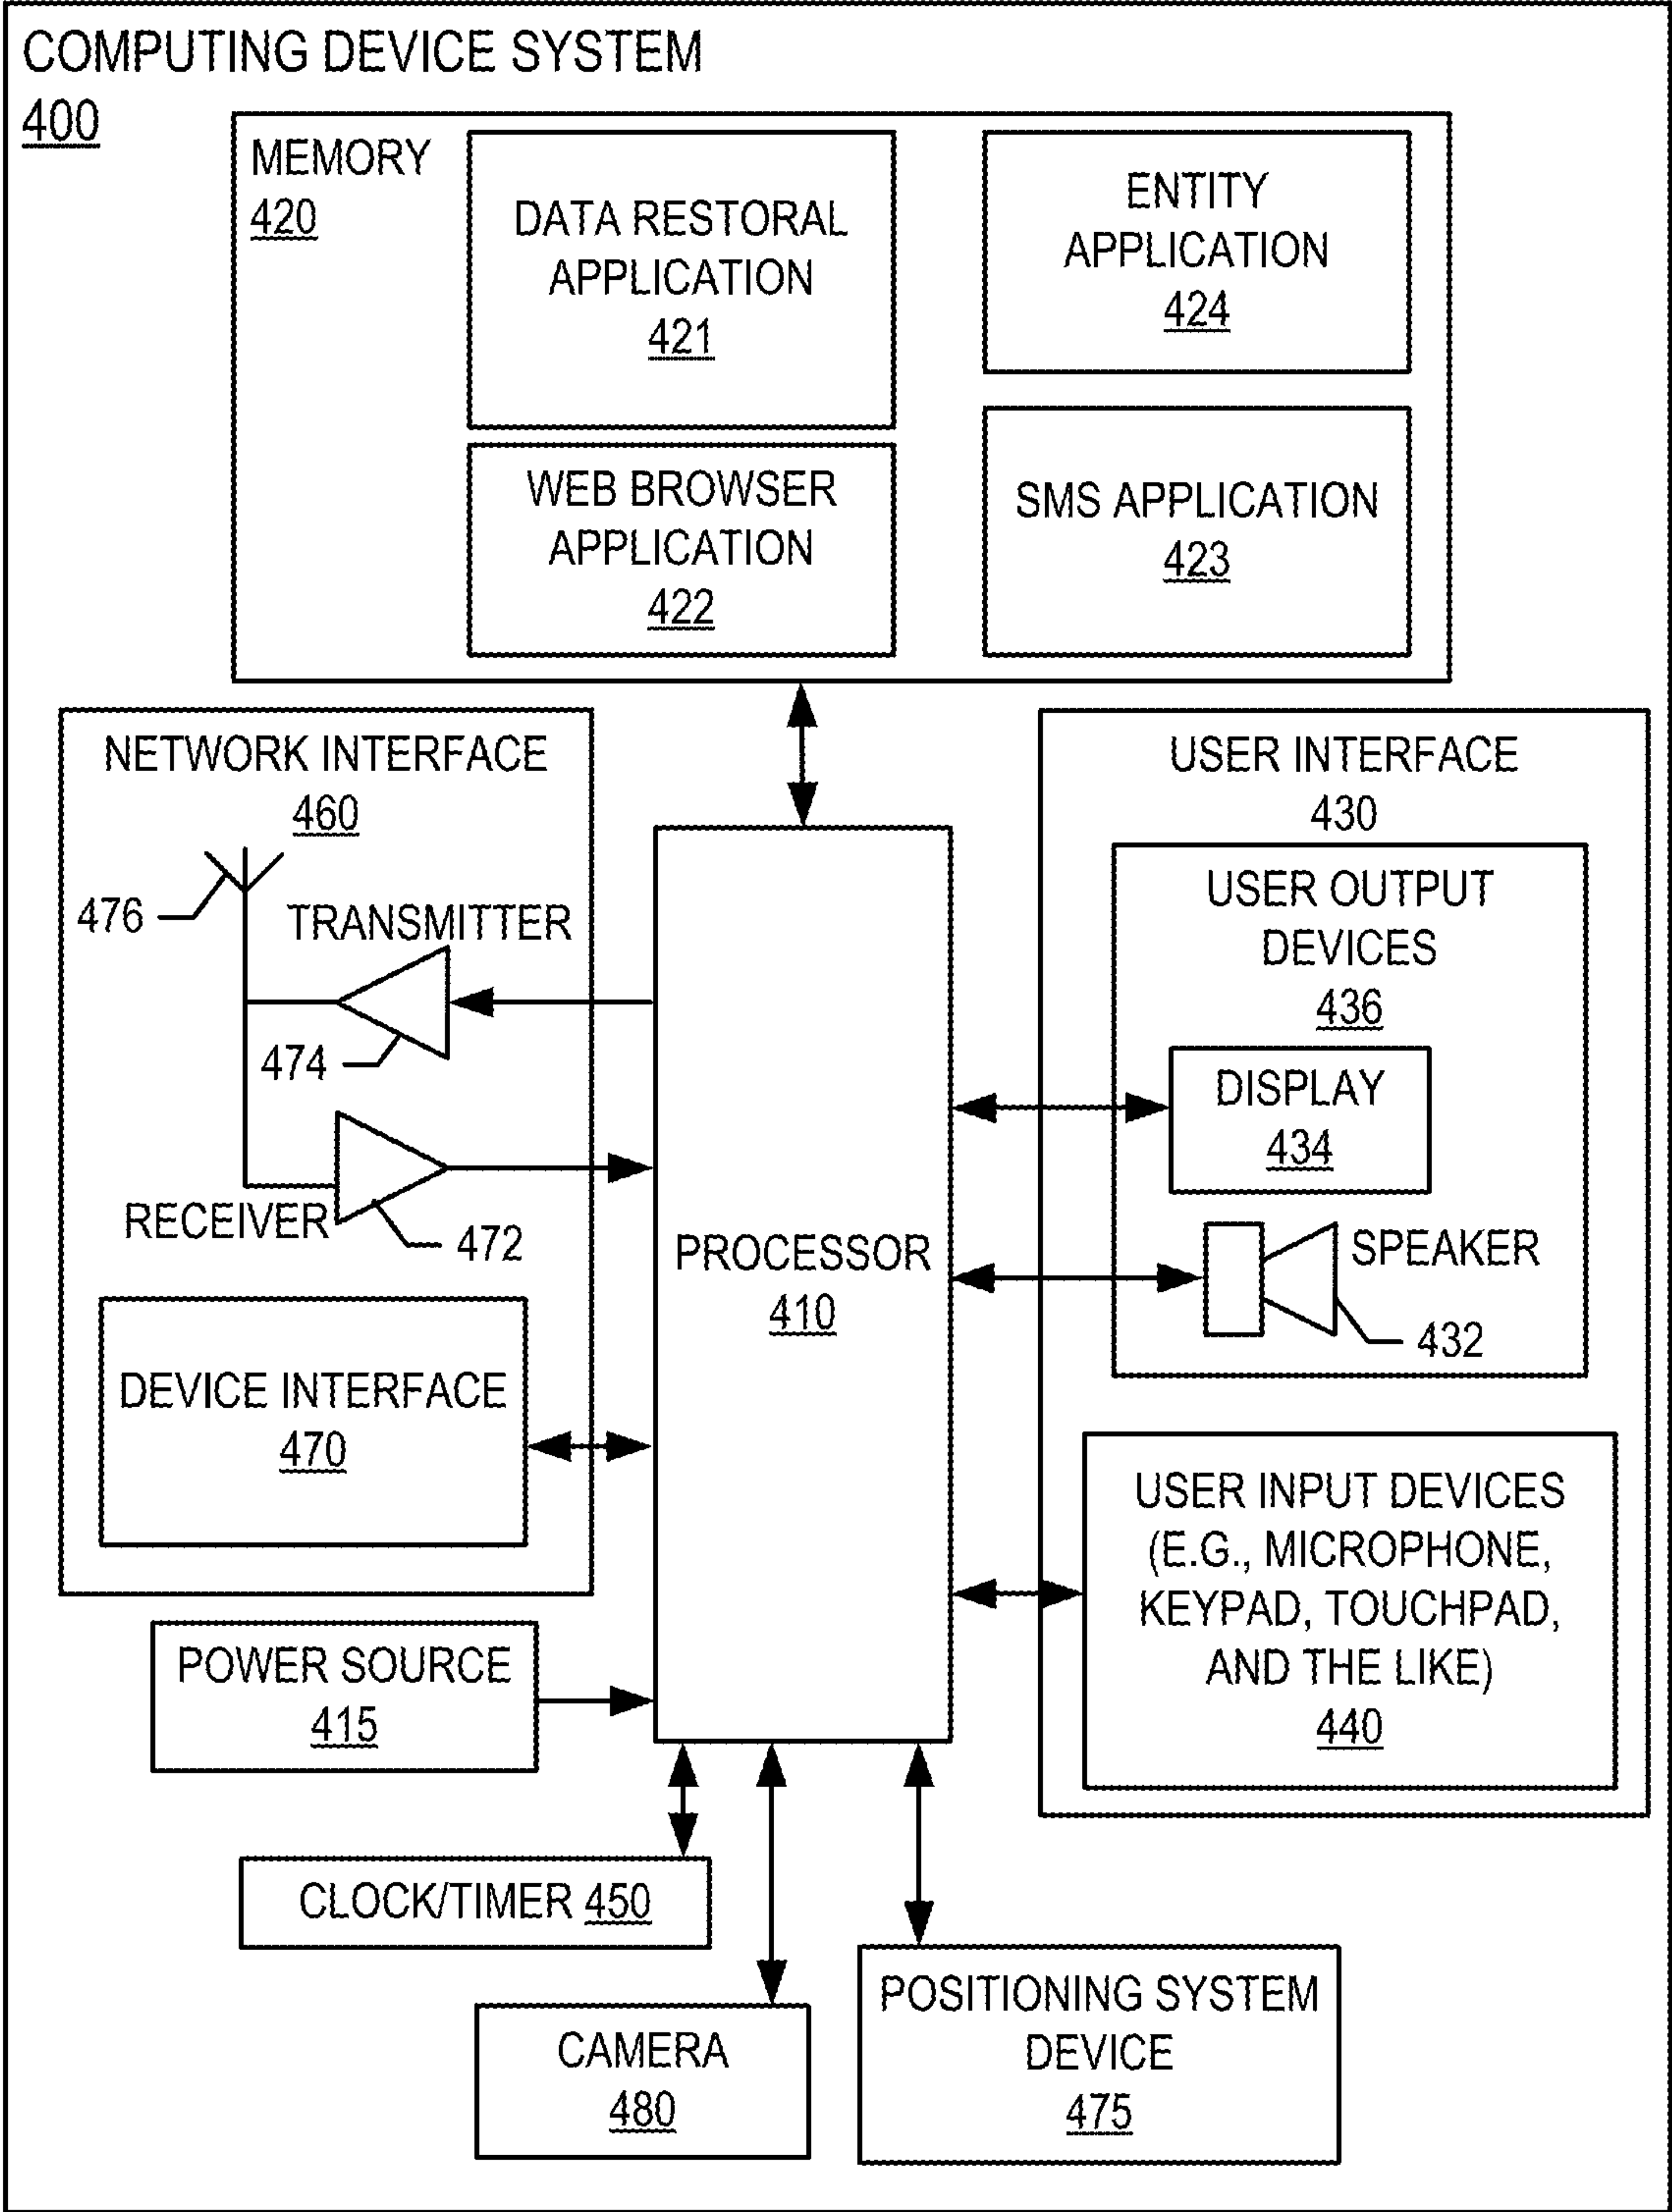 COMPUTING DEVICE SYSTEM
400
MEMORY
420
DATA RESTORAL
APPLICATION
421
ENTITY
APPLICATION
424
WEB BROWSER
APPLICATION
422
SMS APPLICATION
423
NETWORK INTERFACE
460
476
TRANSMITTER
474
RECEIVER
472
DEVICE INTERFACE
470
PROCESSOR
410
USER INTERFACE
430
USER OUTPUT
DEVICES
436
DISPLAY
434
SPEAKER
432
USER INPUT DEVICES
(E.G., MICROPHONE,
KEYPAD, TOUCHPAD,
AND THE LIKE)
440
POWER SOURCE
415
CLOCK/TIMER 450
CAMERA
480
POSITIONING SYSTEM
DEVICE
475